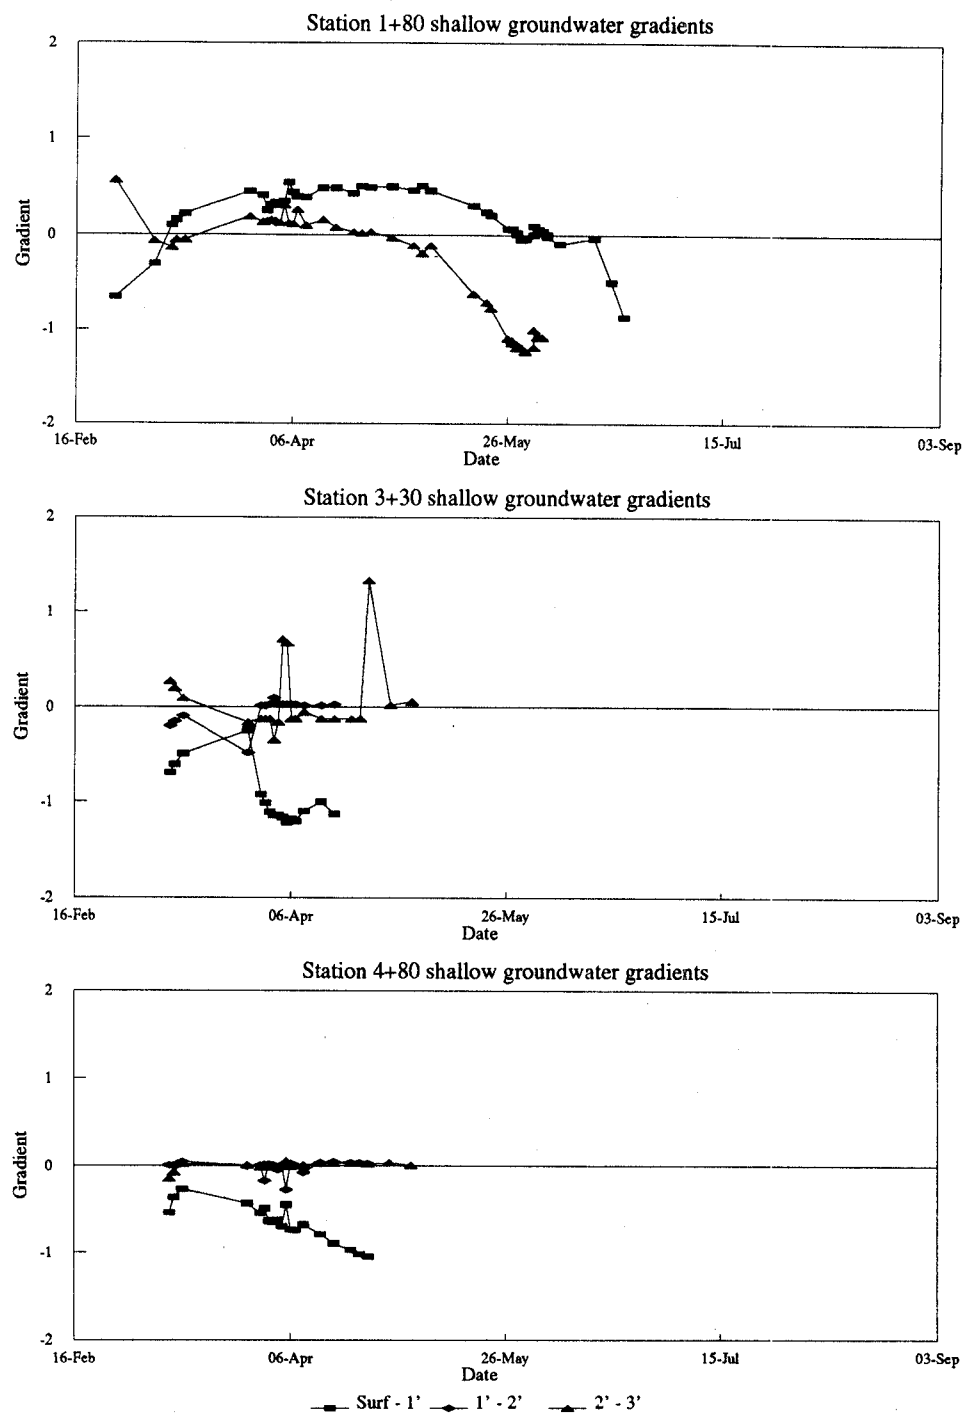 Station 1+80 shallow groundwater gradients
2
1
0
-1
-2
Gradient
16-Feb 06-Apr 26-May 15-Jul 03-Sep
Date
Station 3+30 shallow groundwater gradients
2
1
0
-1
-2
Gradient
16-Feb 06-Apr 26-May 15-Jul 03-Sep
Date
Station 4+80 shallow groundwater gradients
2
1
0
-1
-2
Gradient
16-Feb 06-Apr 26-May 15-Jul 03-Sep
Date
Surf - 1' 1' - 2' 2' - 3'